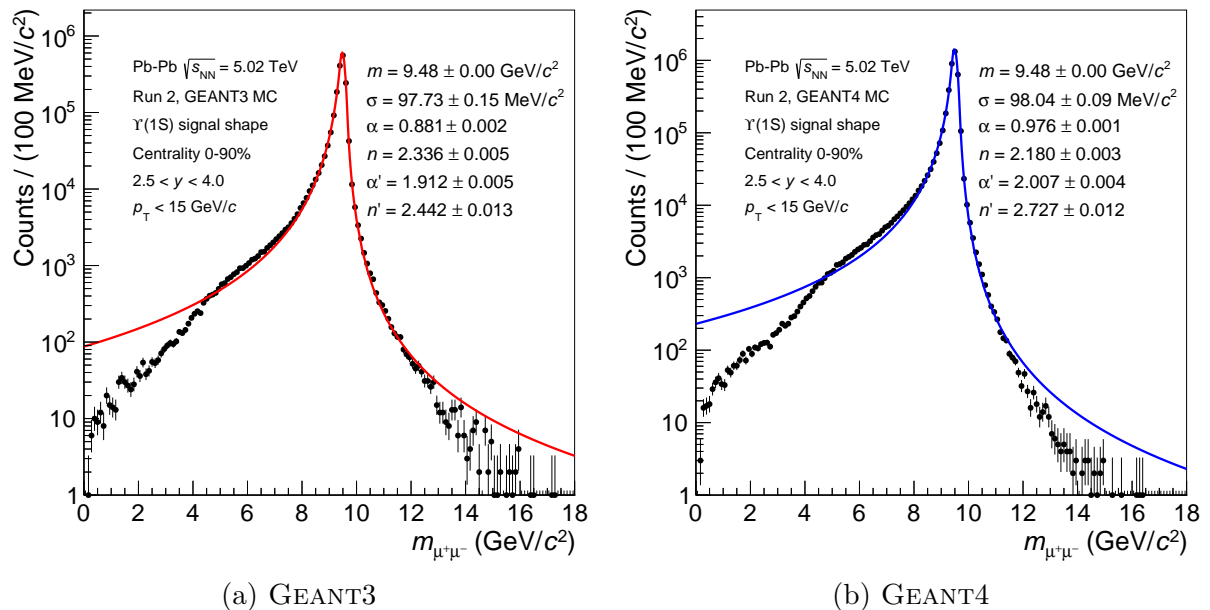 Counts / (100 MeV/c²)
10⁶
10⁵
10⁴
10³
10²
10
1
Pb-Pb √sNN = 5.02 TeV
Run 2, GEANT3 MC
ϒ(1S) signal shape
Centrality 0-90%
2.5 < y < 4.0
pT < 15 GeV/c
m = 9.48 ± 0.00 GeV/c²
σ = 97.73 ± 0.15 MeV/c²
α = 0.881 ± 0.002
n = 2.336 ± 0.005
α' = 1.912 ± 0.005
n' = 2.442 ± 0.013
0 2 4 6 8 10 12 14 16 18
mμ⁺μ⁻ (GeV/c²)
(a) GEANT3
Counts / (100 MeV/c²)
10⁶
10⁵
10⁴
10³
10²
10
1
Pb-Pb √sNN = 5.02 TeV
Run 2, GEANT4 MC
ϒ(1S) signal shape
Centrality 0-90%
2.5 < y < 4.0
pT < 15 GeV/c
m = 9.48 ± 0.00 GeV/c²
σ = 98.04 ± 0.09 MeV/c²
α = 0.976 ± 0.001
n = 2.180 ± 0.003
α' = 2.007 ± 0.004
n' = 2.727 ± 0.012
0 2 4 6 8 10 12 14 16 18
mμ⁺μ⁻ (GeV/c²)
(b) GEANT4